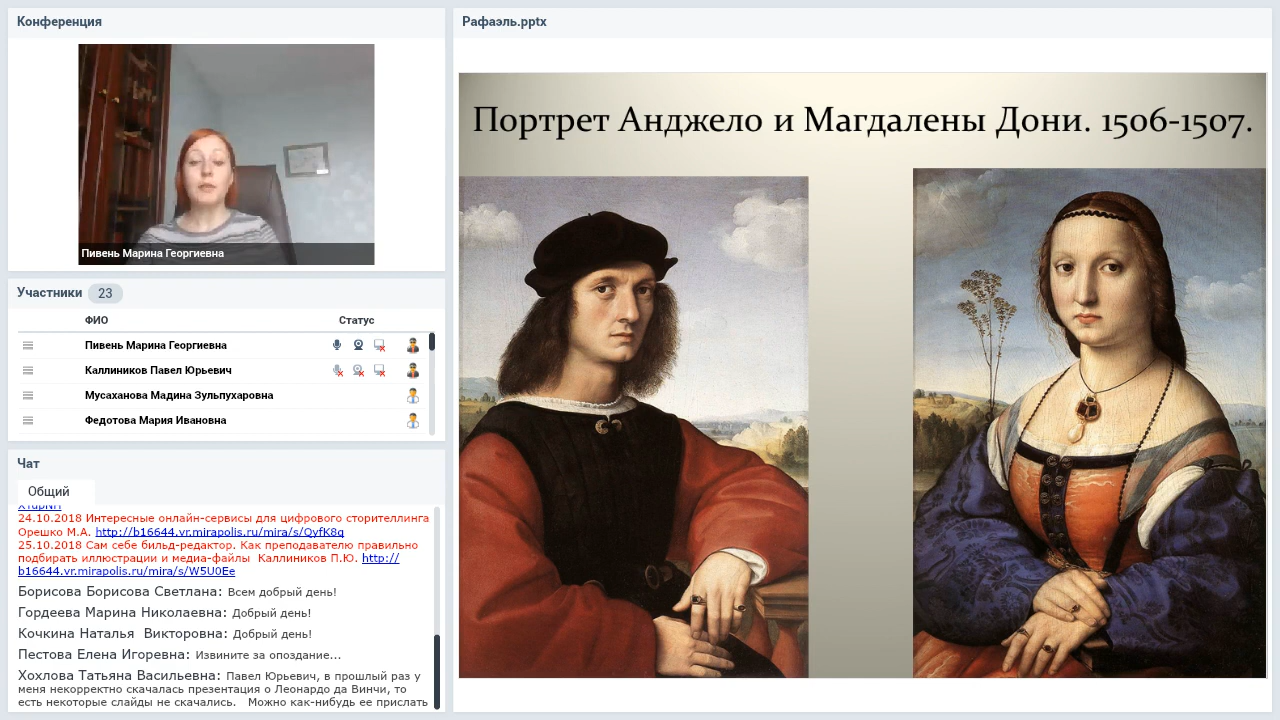 Конференция
Пивень Марина Георгиевна
Участники 23
ФИО Статус
Пивень Марина Георгиевна
Каллиников Павел Юрьевич
Мусаханова Мадина Зульпухаровна
Федотова Мария Ивановна
Чат
Общий
24.10.2018 Интересные онлайн-сервисы для цифрового сторителлинга
Орешко М.А. http://b16644.vr.mirapolis.ru/mira/s/QyfK8q
25.10.2018 Сам себе бильд-редактор. Как преподавателю правильно
подбирать иллюстрации и медиа-файлы Каллиников П.Ю. http://
b16644.vr.mirapolis.ru/mira/s/W5U0Ee
Борисова Борисова Светлана: Всем добрый день!
Гордеева Марина Николаевна: Добрый день!
Кочкина Наталья Викторовна: Добрый день!
Пестова Елена Игоревна: Извините за опоздание...
Хохлова Татьяна Васильевна: Павел Юрьевич, в прошлый раз у
меня некорректно скачалась презентация о Леонардо да Винчи, то
есть некоторые слайды не скачались. Можно как-нибудь ее прислать
Рафаэль.pptx
Портрет Анджело и Магдалены Дони. 1506-1507.